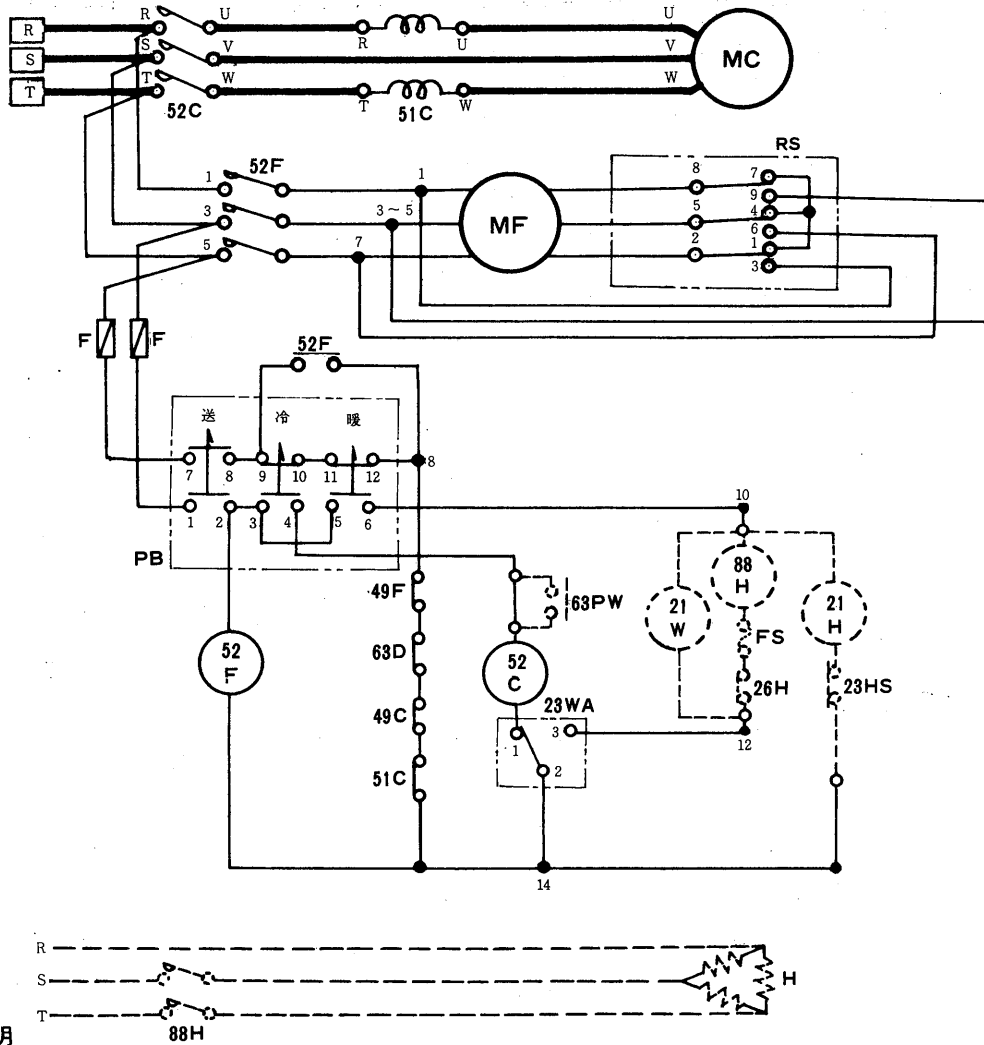 R U R U U
R
S V V
S
MC
T W T W W
T
52C 51C
RS
52F
1 1 8 7
9
3 3～5 MF 5 4
6
5 7 2 1
3
F F
52F
送 冷 暖
7 8 9 10 11 12 8
10
1 2 3 4 5 6
PB
49F 63PW 88 H
21 W 21 H
FS
63D
52 F 52 C
26H 23HS
49C 23WA
1 3
12
51C 2
14
R
S H
T
88H
月